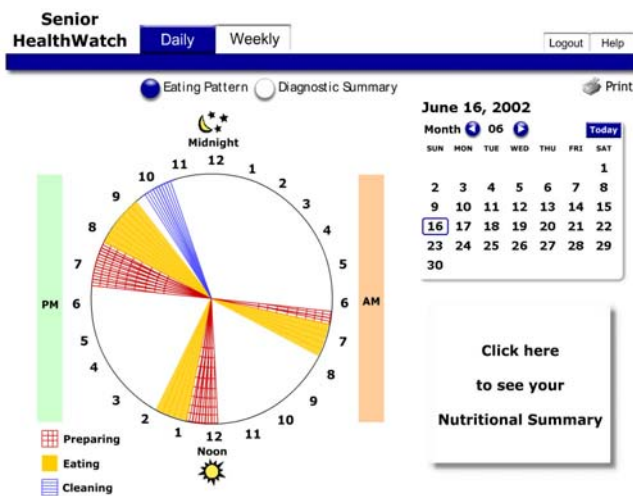 Senior
HealthWatch
Daily
Weekly
Logout
Help
Eating Pattern
Diagnostic Summary
Print
June 16, 2002
Month 06 Today
SUN MON TUE WED THU FRI SAT
1
2 3 4 5 6 7 8
9 10 11 12 13 14 15
16 17 18 19 20 21 22
23 24 25 26 27 28 29
30
Midnight
12
1
2
3
4
5
6
7
8
9
10
11
12
Noon
1
2
3
4
5
6
7
8
9
10
11
PM
AM
Click here
to see your
Nutritional Summary
Preparing
Eating
Cleaning